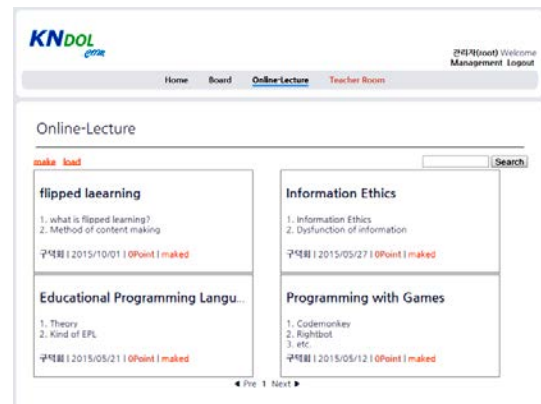 KNDOL
.com
관리자(root) Welcome
Management Logout
Home Board Online-Lecture Teacher Room
Online-Lecture
make load
Search
flipped laearning
1. what is flipped learning?
2. Method of content making
구덕회 | 2015/10/01 | 0Point | maked
Information Ethics
1. Information Ethics
2. Dysfunction of information
구덕회 | 2015/05/27 | 0Point | maked
Educational Programming Langu...
1. Theory
2. Kind of EPL
구덕회 | 2015/05/21 | 0Point | maked
Programming with Games
1. Codemonkey
2. Rightbot
3. etc.
구덕회 | 2015/05/12 | 0Point | maked
◀ Pre 1 Next ▶